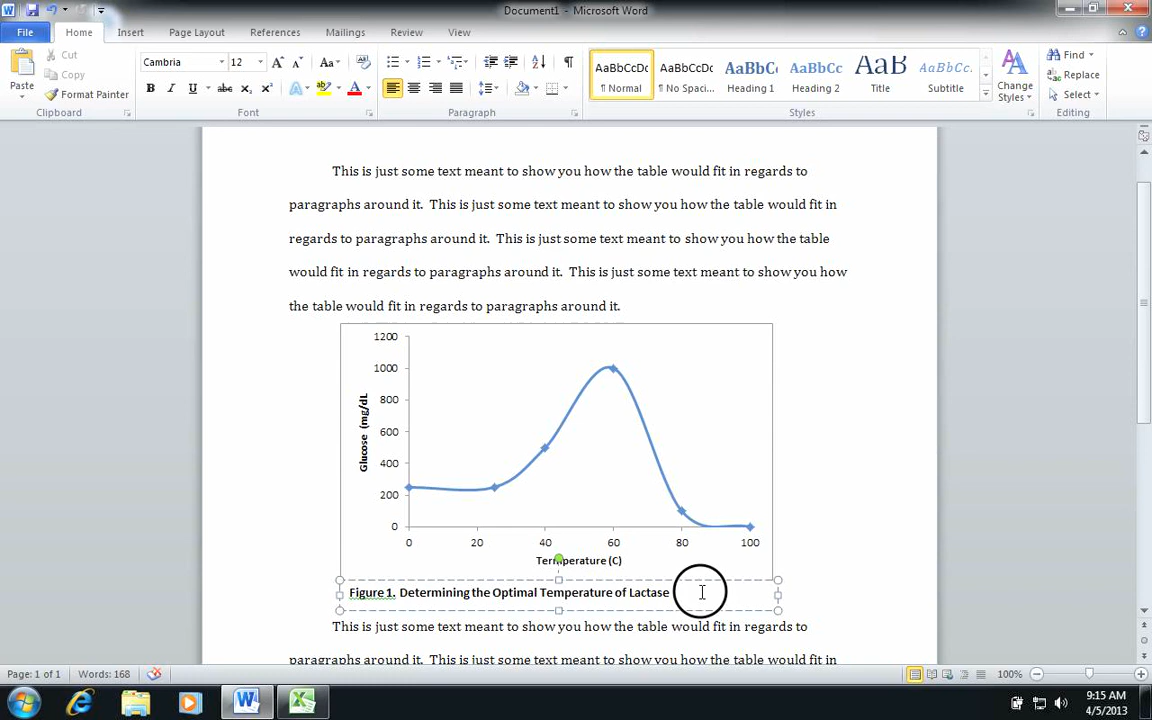 Document1 - Microsoft Word
File Home Insert Page Layout References Mailings Review View
Paste
Cut
Copy
Format Painter
Clipboard
Cambria 12
Aa
B I U abc X₂ X²
A A
Font
Paragraph
AaBbCcDc AaBbCcDc AaBbC AaBbCc AaB AaBbCc.
¶ Normal ¶ No Spaci... Heading 1 Heading 2 Title Subtitle
Change
Styles
Styles
Find
Replace
Select
Editing
This is just some text meant to show you how the table would fit in regards to
paragraphs around it. This is just some text meant to show you how the table would fit in
regards to paragraphs around it. This is just some text meant to show you how the table
would fit in regards to paragraphs around it. This is just some text meant to show you how
the table would fit in regards to paragraphs around it.
1200
1000
800
600
400
200
0
Glucose (mg/dL
0 20 40 60 80 100
(C)
Figure 1. Determining the Optimal Temperature of Lactase
This is just some text meant to show you how the table would fit in regards to
paragraphs around it. This is just some text meant to show you how the table would fit in
Page: 1 of 1 Words: 168 100%
9:15 AM
4/5/2013